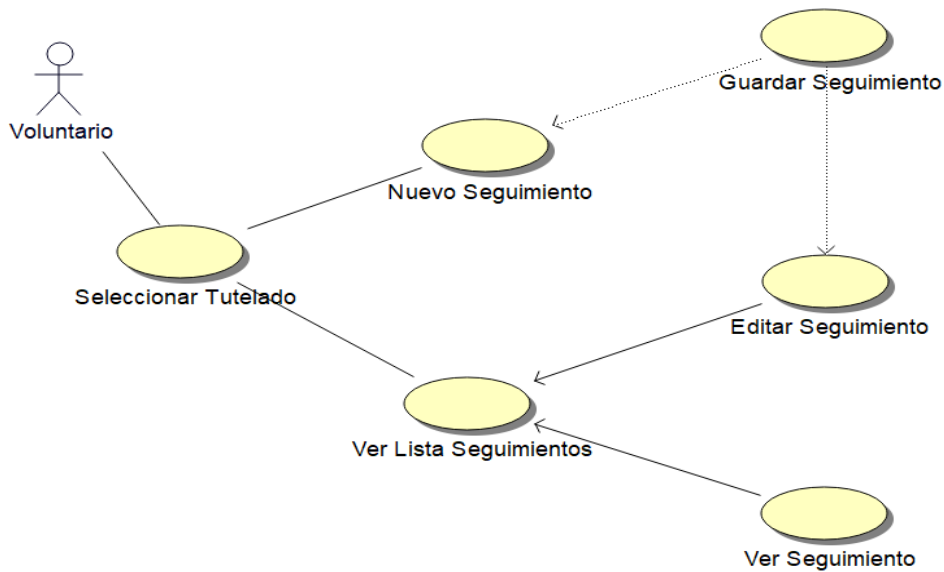 Guardar Seguimiento
Voluntario
Nuevo Seguimiento
Seleccionar Tutelado
Editar Seguimiento
Ver Lista Seguimientos
Ver Seguimiento